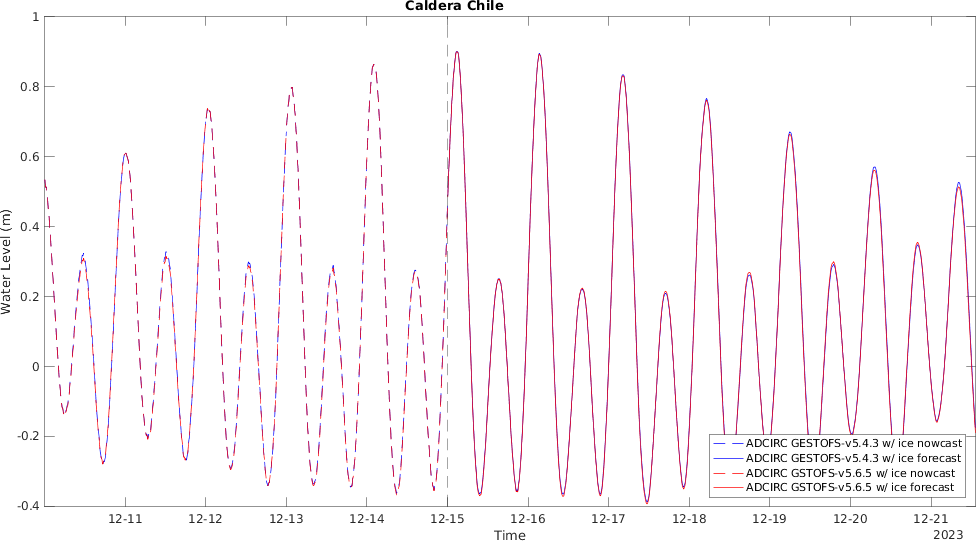 Caldera Chile
1
0.8
0.6
0.4
0.2
0
-0.2
-0.4
Water Level (m)
ADCIRC GESTOFS-v5.4.3 w/ ice nowcast
ADCIRC GESTOFS-v5.4.3 w/ ice forecast
ADCIRC GSTOFS-v5.6.5 w/ ice nowcast
ADCIRC GSTOFS-v5.6.5 w/ ice forecast
12-11 12-12 12-13 12-14 12-15 12-16 12-17 12-18 12-19 12-20 12-21
Time 2023